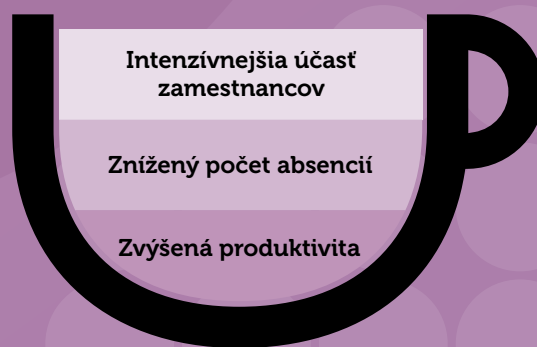 Intenzívnejšia účasť
zamestnancov
Znížený počet absencií
Zvýšená produktivita